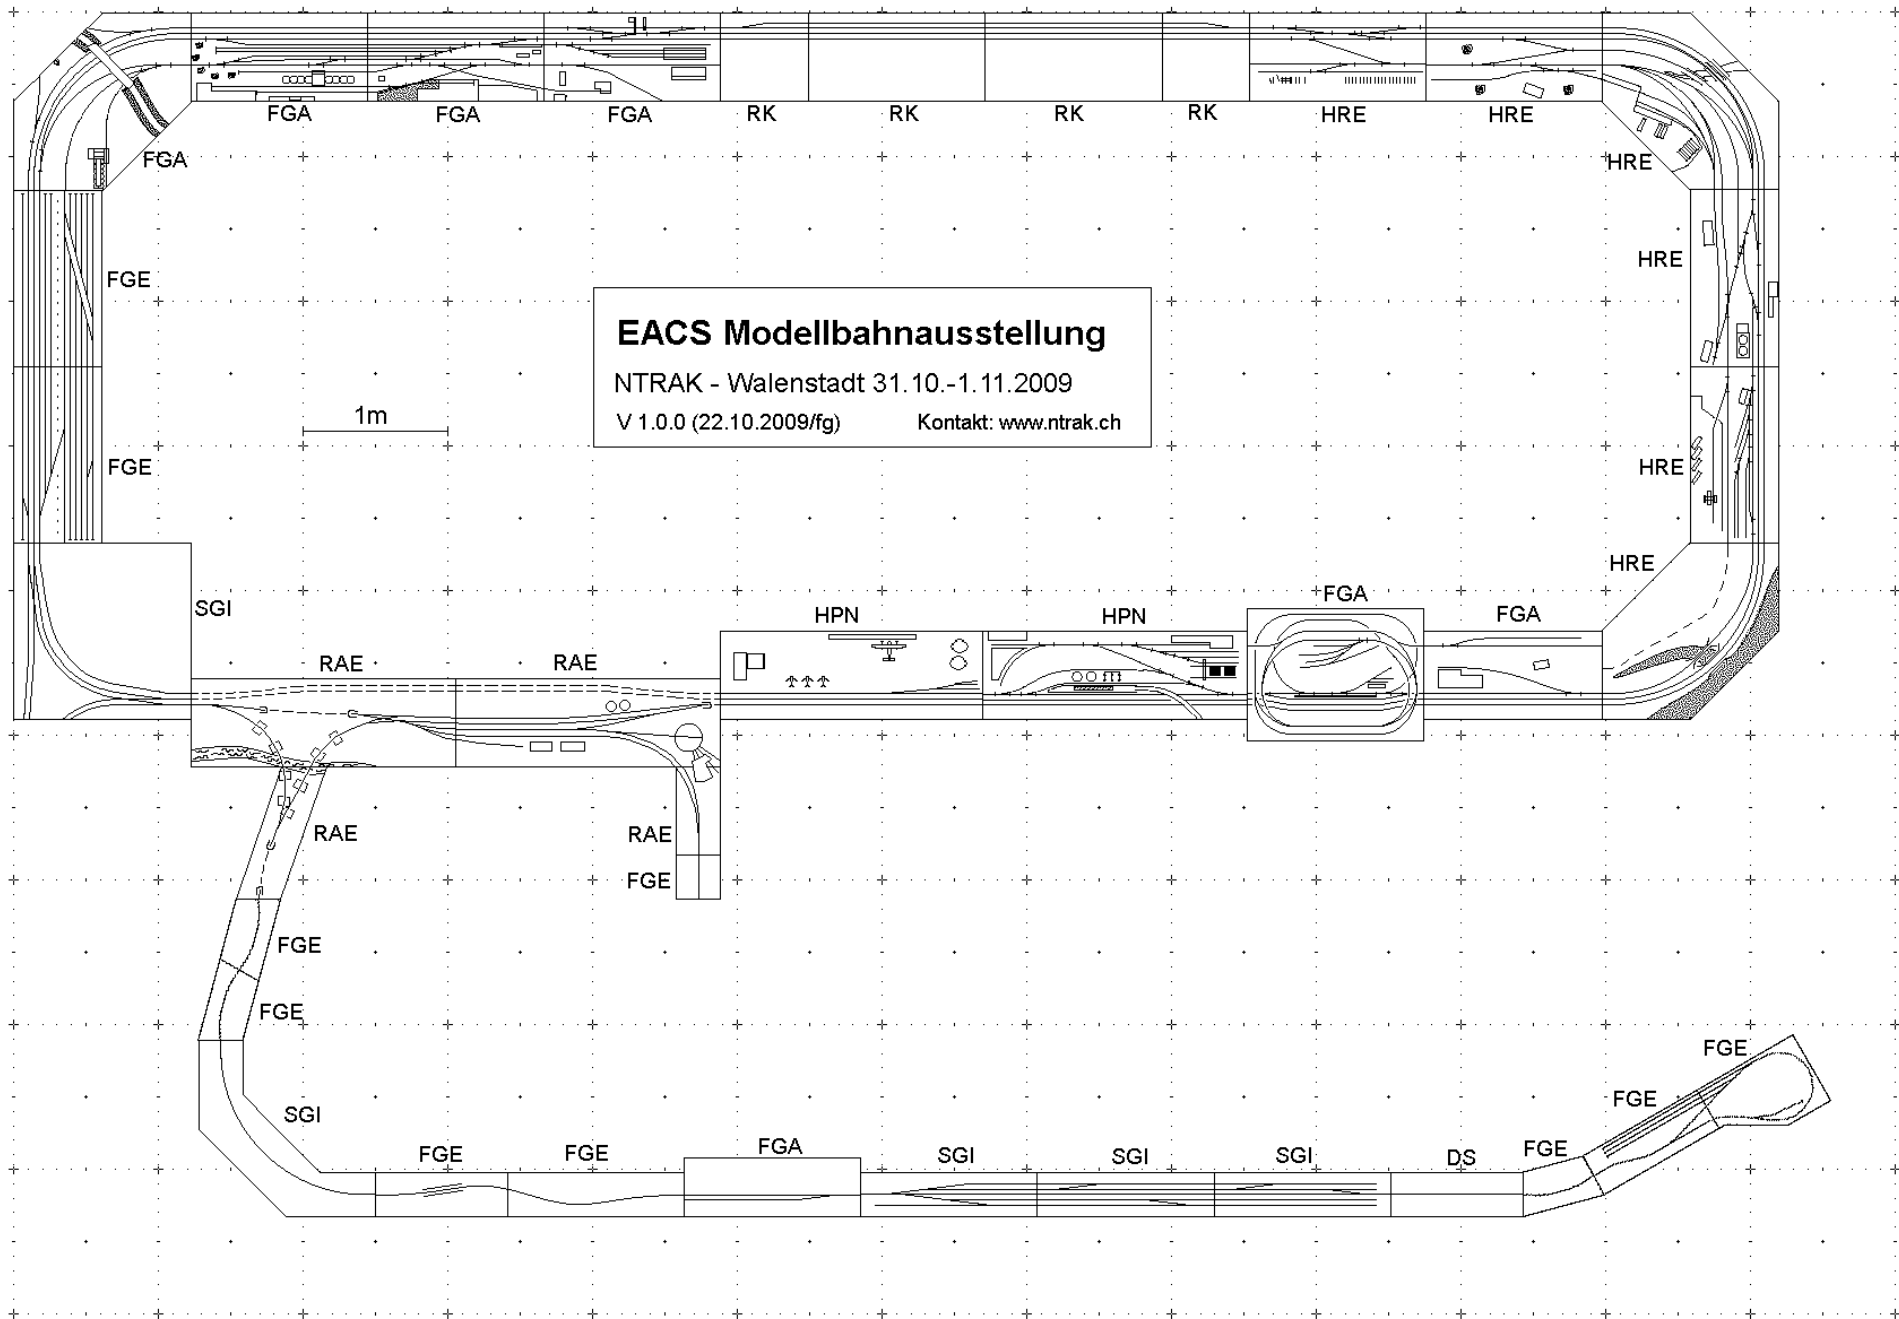 FGA FGA FGA RK RK RK RK HRE HRE
FGA HRE
FGE HRE
EACS Modellbahnausstellung
NTRAK - Walenstadt 31.10.-1.11.2009
V 1.0.0 (22.10.2009/fg) Kontakt: www.ntrak.ch
1m
FGE HRE
HRE
SGI HPN HPN FGA FGA
RAE RAE
RAE RAE
FGE
FGE
FGE
SGI
FGE
FGE
FGE FGE FGA SGI SGI SGI DS FGE